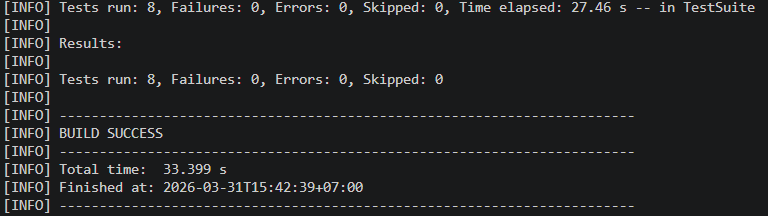 [INFO] Tests run: 8, Failures: 0, Errors: 0, Skipped: 0, Time elapsed: 27.46 s -- in TestSuite
[INFO]
[INFO] Results:
[INFO]
[INFO] Tests run: 8, Failures: 0, Errors: 0, Skipped: 0
[INFO]
[INFO] ------------------------------------------------------------------------
[INFO] BUILD SUCCESS
[INFO] ------------------------------------------------------------------------
[INFO] Total time:  33.399 s
[INFO] Finished at: 2026-03-31T15:42:39+07:00
[INFO] ------------------------------------------------------------------------